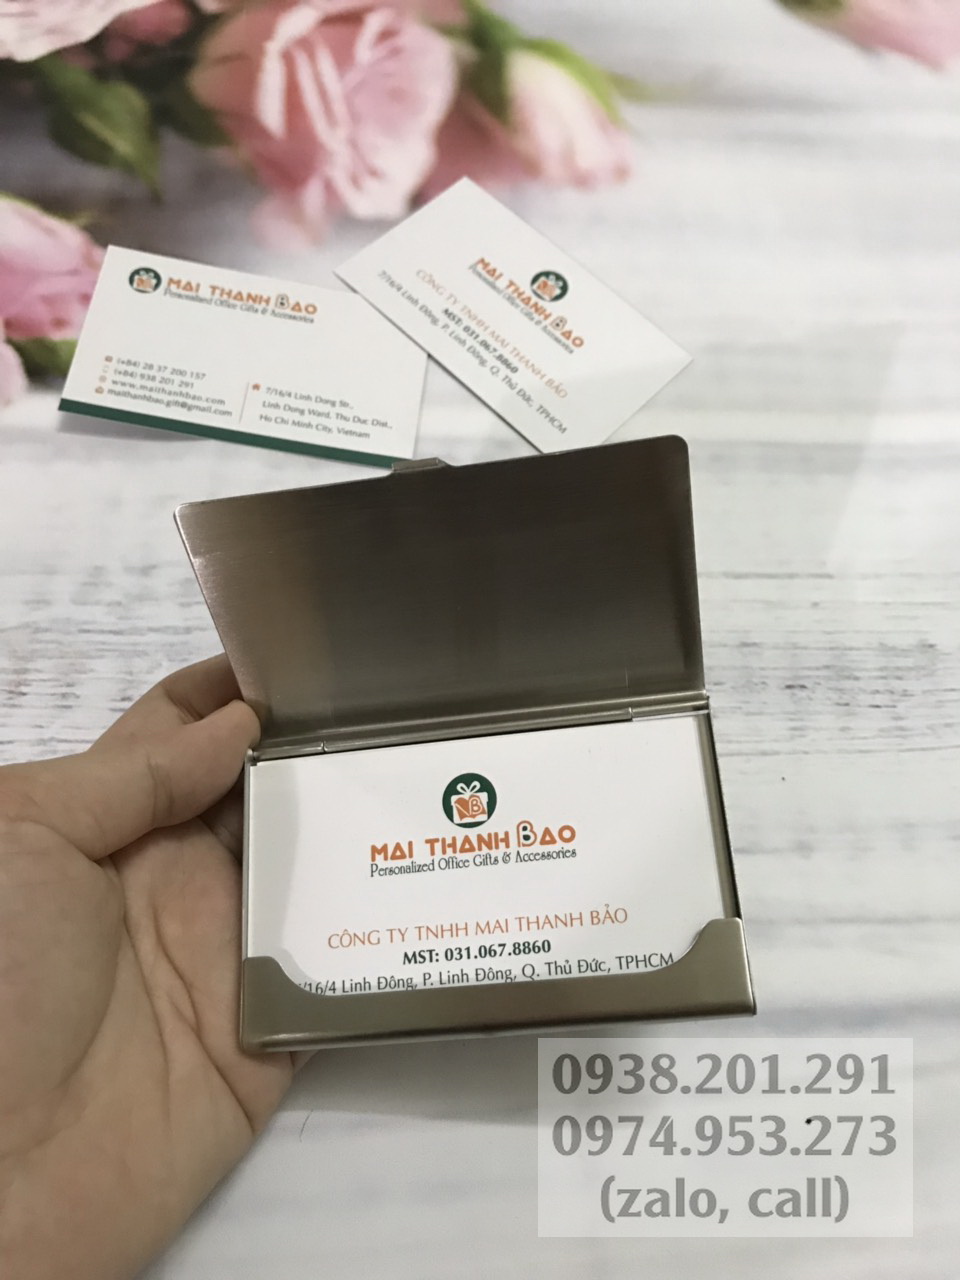 MAI THANH BAO
Personalized Office Gifts & Accessories
(+84) 28 37 200 157
(+84) 938 201 291
www.maithanhbao.com
maithanhbao.gift@gmail.com
7/16/4 Linh Dong Str.,
Linh Dong Ward, Thu Duc Dist.,
Ho Chi Minh City, Vietnam
MAI THANH BAO
Personalized Office Gifts & Accessories
CÔNG TY TNHH MAI THANH BẢO
MST: 031.067.8860
7/16/4 Linh Đông, P. Linh Đông, Q. Thủ Đức, TPHCM
B
MAI THANH BAO
Personalized Office Gifts & Accessories
CÔNG TY TNHH MAI THANH BẢO
MST: 031.067.8860
/16/4 Linh Đông, P. Linh Đông, Q. Thủ Đức, TPHCM
0938.201.291
0974.953.273
(zalo, call)